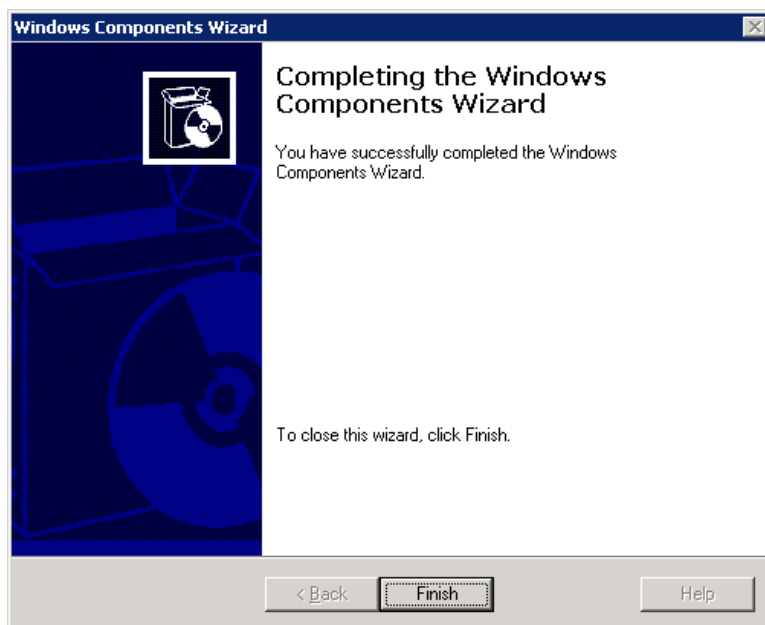 Windows Components Wizard
Completing the Windows
Components Wizard
You have successfully completed the Windows
Components Wizard.
To close this wizard, click Finish.
< Back
Finish
Help